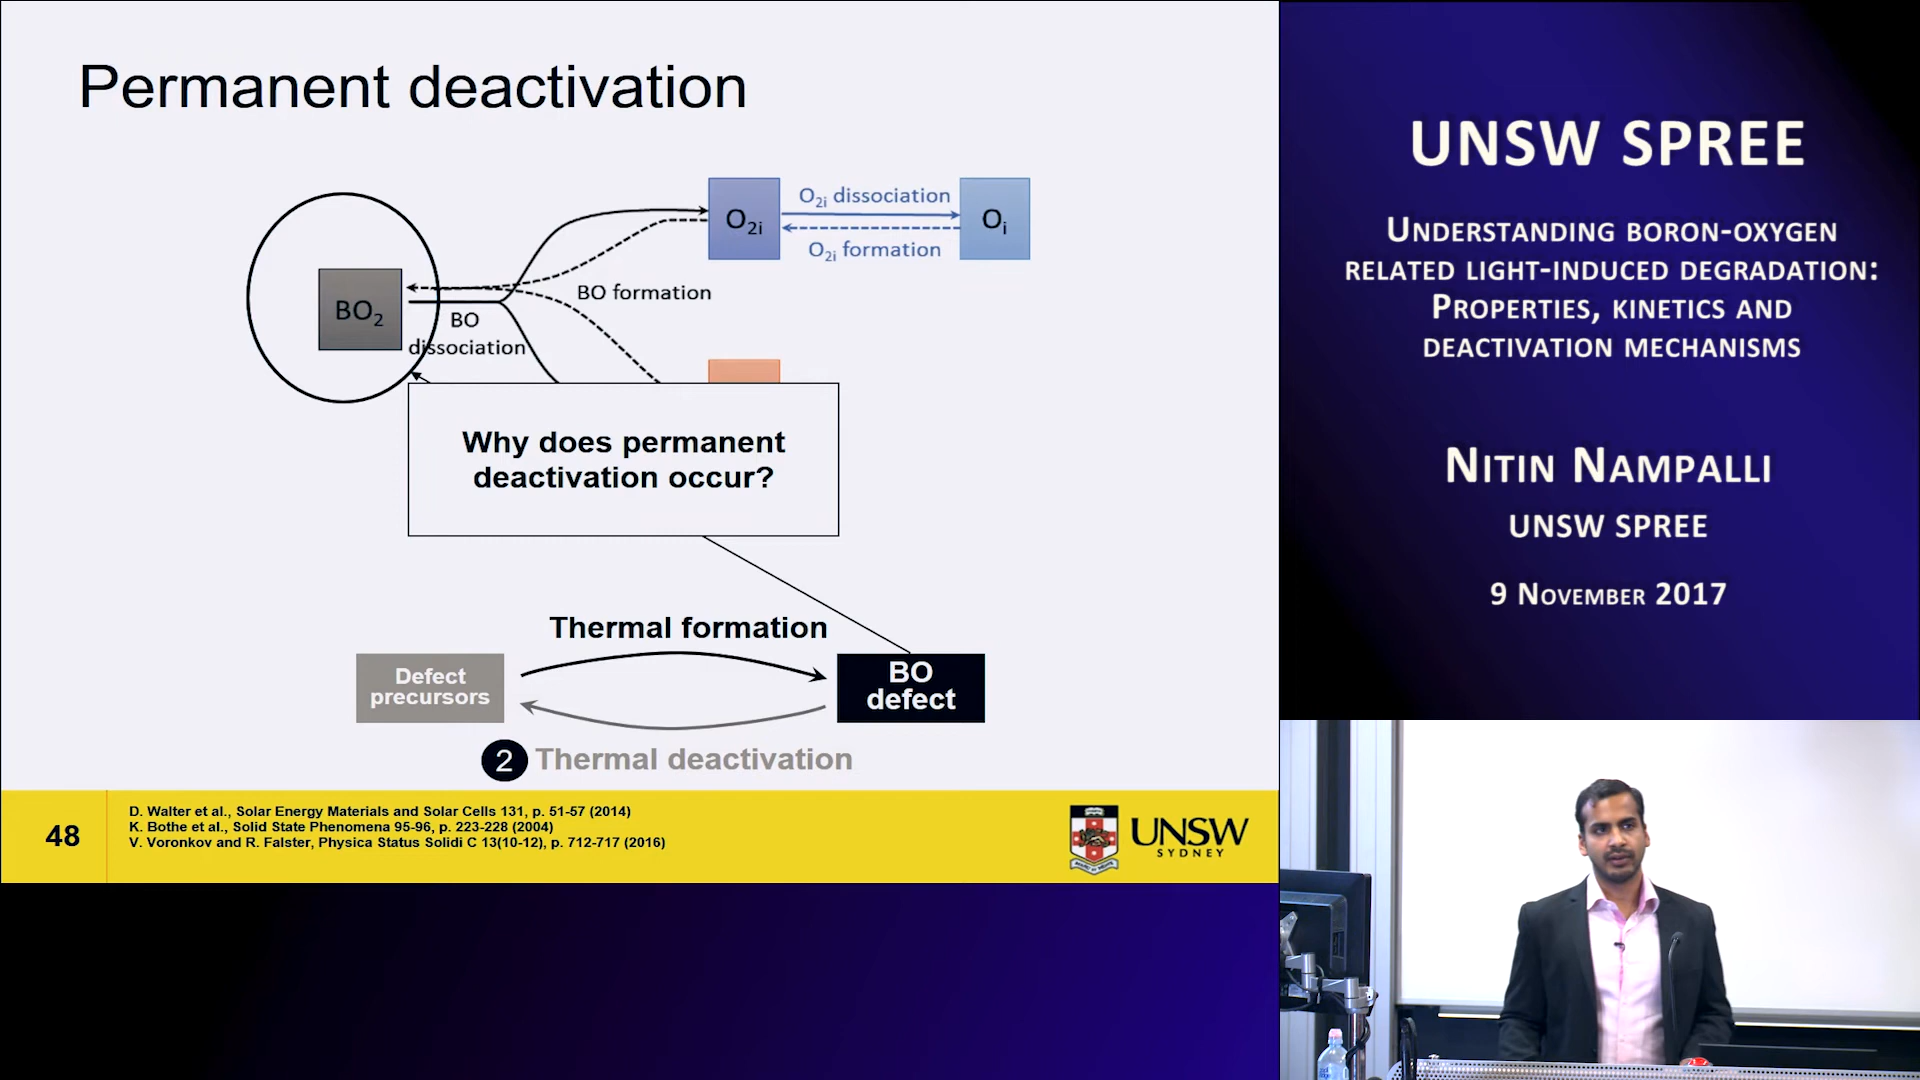 Permanent deactivation
O2i
O2i dissociation
O2i formation
Oi
BO2
BO formation
BO
dissociation
Why does permanent
deactivation occur?
Thermal formation
Defect
precursors
BO
defect
2 Thermal deactivation
48
D. Walter et al., Solar Energy Materials and Solar Cells 131, p. 51-57 (2014)
K. Bothe et al., Solid State Phenomena 95-96, p. 223-228 (2004)
V. Voronkov and R. Falster, Physica Status Solidi C 13(10-12), p. 712-717 (2016)
UNSW
SYDNEY
UNSW SPREE
UNDERSTANDING BORON-OXYGEN
RELATED LIGHT-INDUCED DEGRADATION:
PROPERTIES, KINETICS AND
DEACTIVATION MECHANISMS
NITIN NAMPALLI
UNSW SPREE
9 NOVEMBER 2017